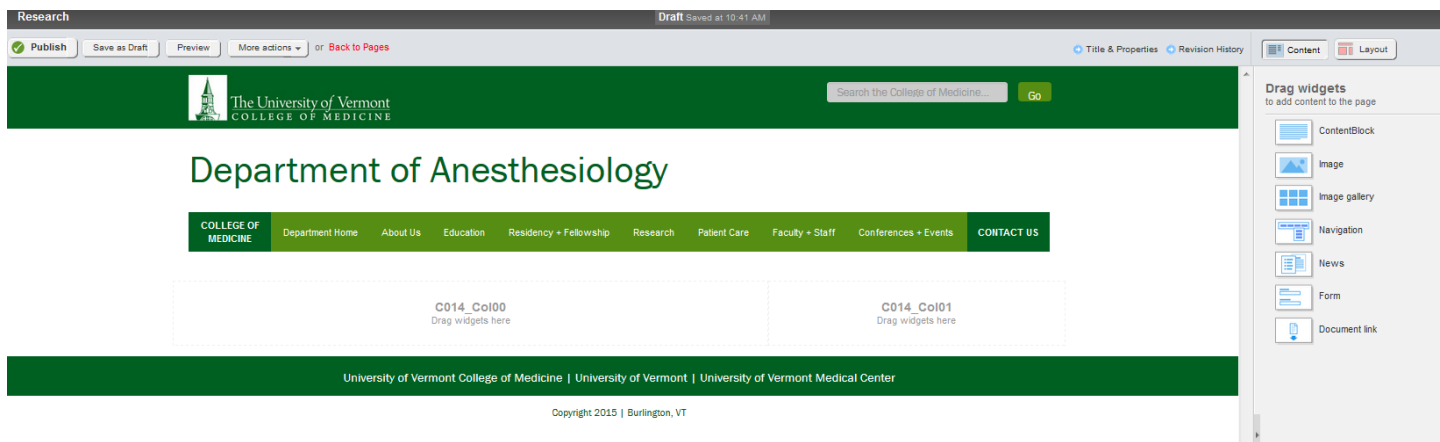 Research
Draft Saved at 10:41 AM
Publish Save as Draft Preview More actions or Back to Pages Title & Properties Revision History Content Layout
The University of Vermont
COLLEGE OF MEDICINE
Search the College of Medicine... Go
Drag widgets
to add content to the page
ContentBlock
Image
Image gallery
Navigation
News
Form
Document link
Department of Anesthesiology
COLLEGE OF
MEDICINE
Department Home About Us Education Residency + Fellowship Research Patient Care Faculty + Staff Conferences + Events CONTACT US
C014_Col00
Drag widgets here
C014_Col01
Drag widgets here
University of Vermont College of Medicine | University of Vermont | University of Vermont Medical Center
Copyright 2015 | Burlington, VT